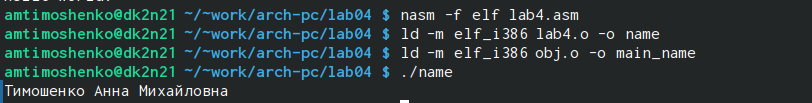 amtimoshenko@dk2n21 ~/~work/arch-pc/lab04 $ nasm -f elf lab4.asm
amtimoshenko@dk2n21 ~/~work/arch-pc/lab04 $ ld -m elf_i386 lab4.o -o name
amtimoshenko@dk2n21 ~/~work/arch-pc/lab04 $ ld -m elf_i386 obj.o -o main_name
amtimoshenko@dk2n21 ~/~work/arch-pc/lab04 $ ./name
Тимошенко Анна Михайловна